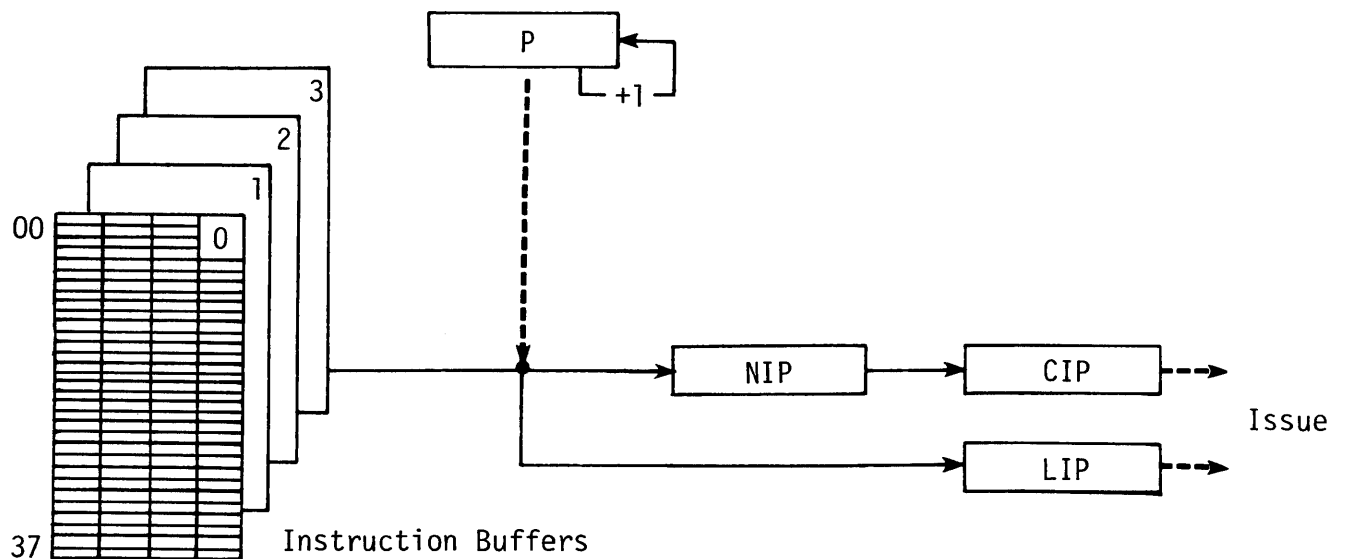 P
+1
3
2
1
0
00
NIP
CIP
Issue
LIP
37
Instruction Buffers